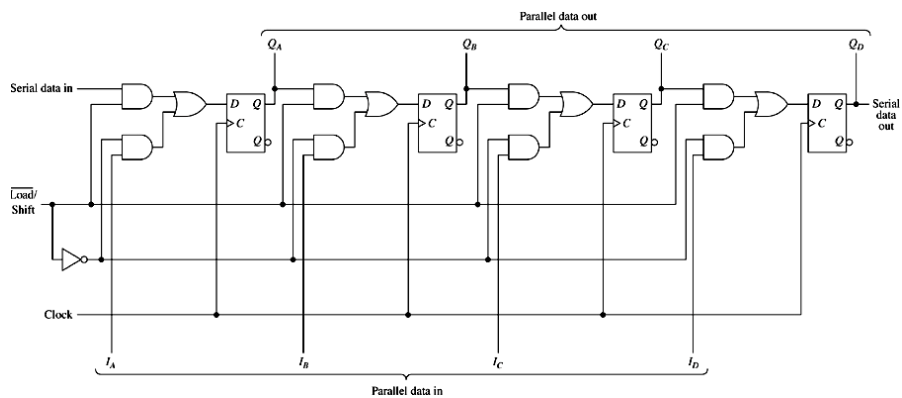 Parallel data out
Q_A Q_B Q_C Q_D
Serial data in
D Q D Q D Q D Q
Serial data out
C C C C
Q Q Q Q
Load/
Shift
Clock
I_A I_B I_C I_D
Parallel data in